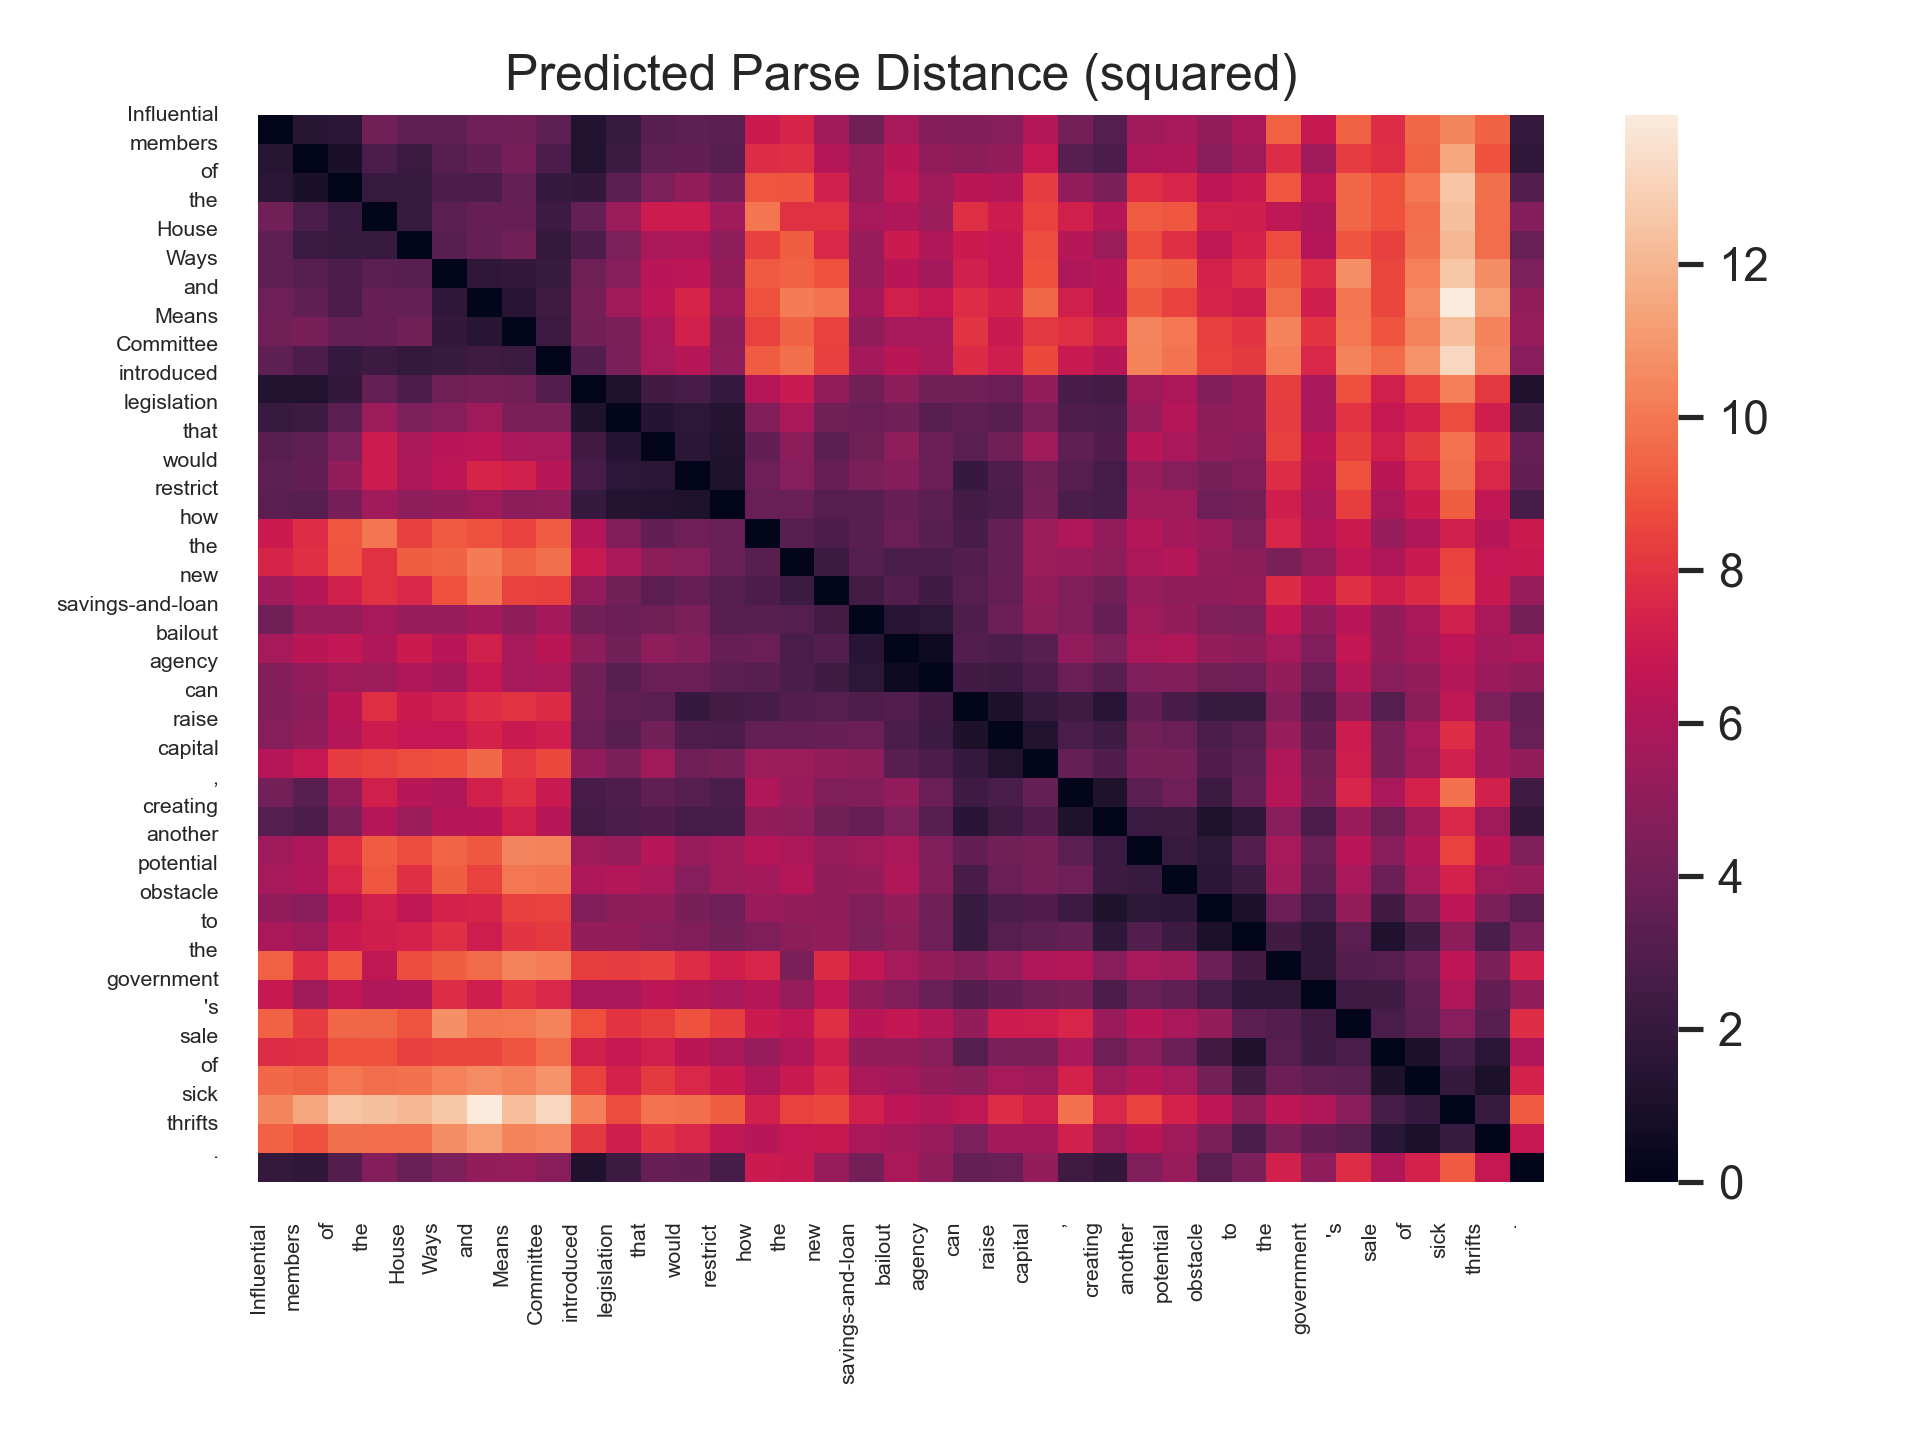 Predicted Parse Distance (squared)
Influential
members
of
the
House
Ways
and
Means
Committee
introduced
legislation
that
would
restrict
how
the
new
savings-and-loan
bailout
agency
can
raise
capital
,
creating
another
potential
obstacle
to
the
government
's
sale
of
sick
thrifts
.
12
10
8
6
4
2
0
Influential
members
of
the
House
Ways
and
Means
Committee
introduced
legislation
that
would
restrict
how
the
new
savings-and-loan
bailout
agency
can
raise
capital
,
creating
another
potential
obstacle
to
the
government
's
sale
of
sick
thrifts
.